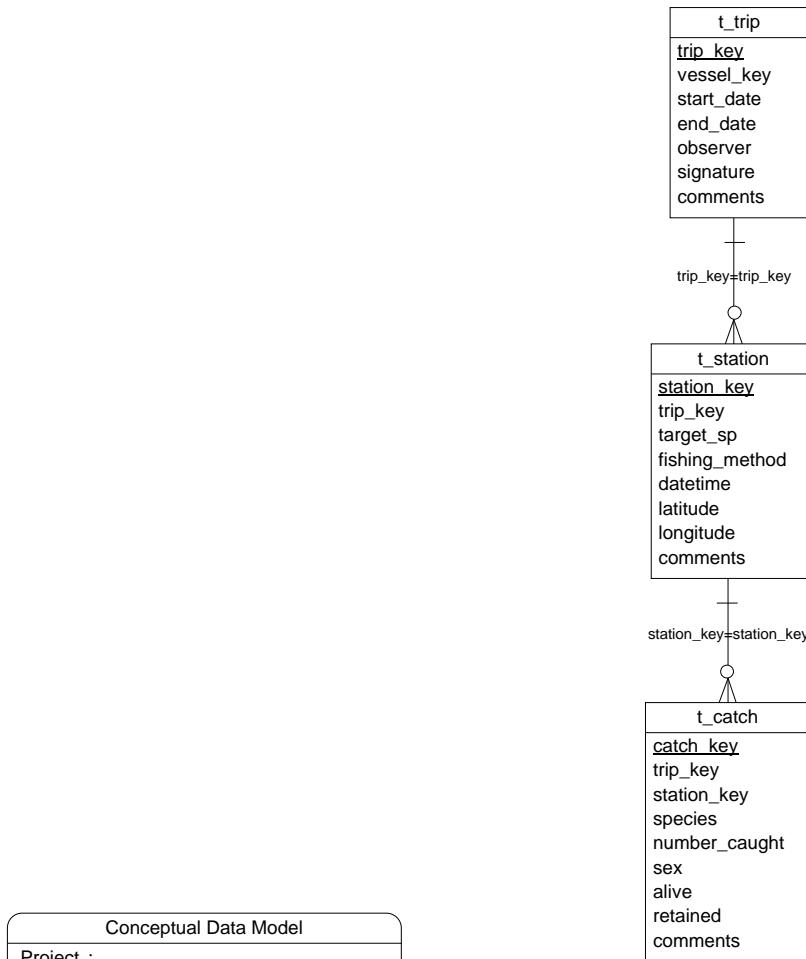 t_trip
trip_key
vessel_key
start_date
end_date
observer
signature
comments
trip_key=trip_key
t_station
station_key
trip_key
target_sp
fishing_method
datetime
latitude
longitude
comments
station_key=station_key
t_catch
catch_key
trip_key
station_key
species
number_caught
sex
alive
retained
comments
Conceptual Data Model
Project :